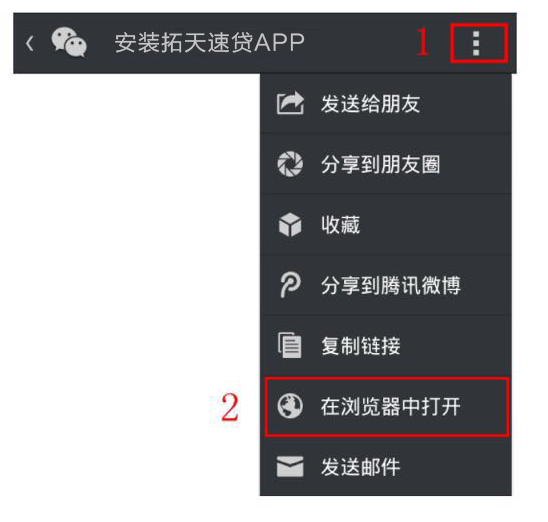 安装拓天速贷APP 1
发送给朋友
分享到朋友圈
收藏
分享到腾讯微博
复制链接
2 在浏览器中打开
发送邮件